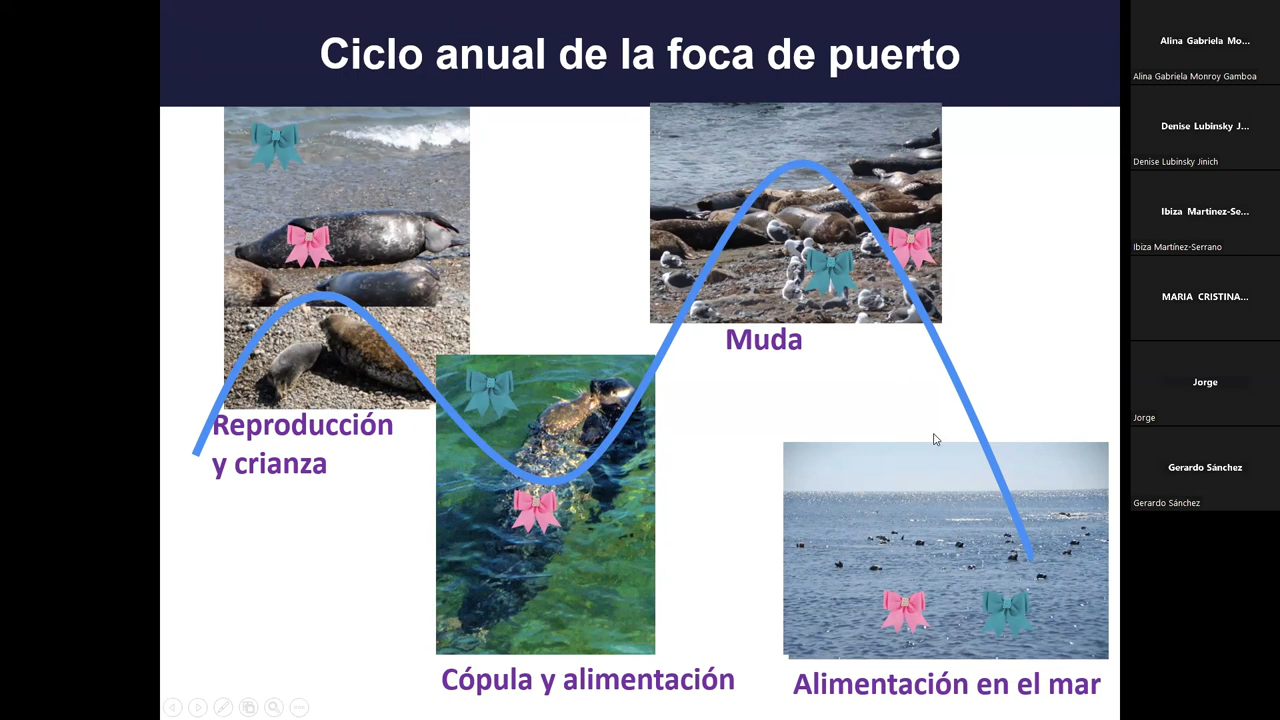 Ciclo anual de la foca de puerto
Reproducción
y crianza
Cópula y alimentación
Muda
Alimentación en el mar
Alina Gabriela Mo...
Alina Gabriela Monroy Gamboa
Denise Lubinsky J...
Denise Lubinsky Jinich
Ibiza Martínez-Se...
Ibiza Martínez-Serrano
MARIA CRISTINA...
Jorge
Jorge
Gerardo Sánchez
Gerardo Sánchez